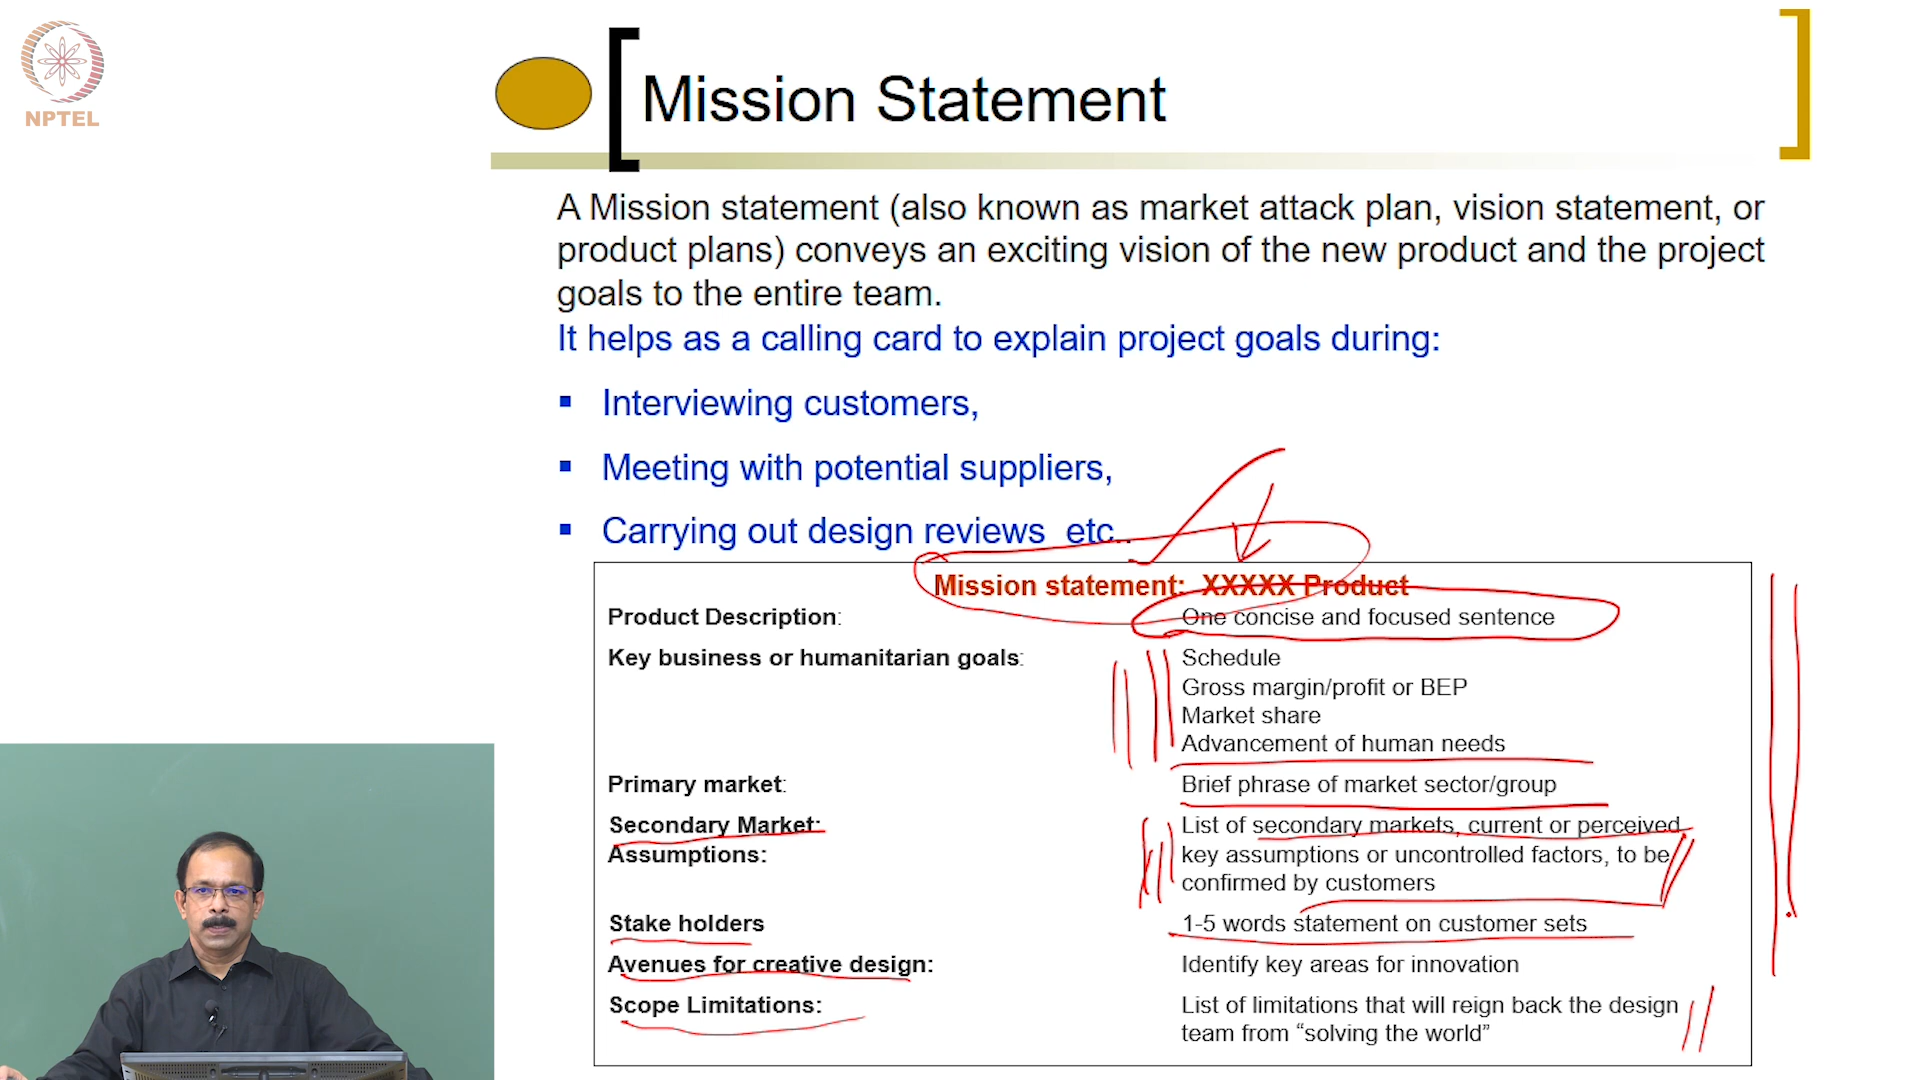 NPTEL
Mission Statement
A Mission statement (also known as market attack plan, vision statement, or
product plans) conveys an exciting vision of the new product and the project
goals to the entire team.
It helps as a calling card to explain project goals during:
▪ Interviewing customers,
▪ Meeting with potential suppliers,
▪ Carrying out design reviews etc..
Mission statement: XXXXX Product
Product Description: One concise and focused sentence
Key business or humanitarian goals: Schedule
Gross margin/profit or BEP
Market share
Advancement of human needs
Primary market: Brief phrase of market sector/group
Secondary Market: List of secondary markets, current or perceived
Assumptions: key assumptions or uncontrolled factors, to be
confirmed by customers
Stake holders 1-5 words statement on customer sets
Avenues for creative design: Identify key areas for innovation
Scope Limitations: List of limitations that will reign back the design
team from “solving the world”